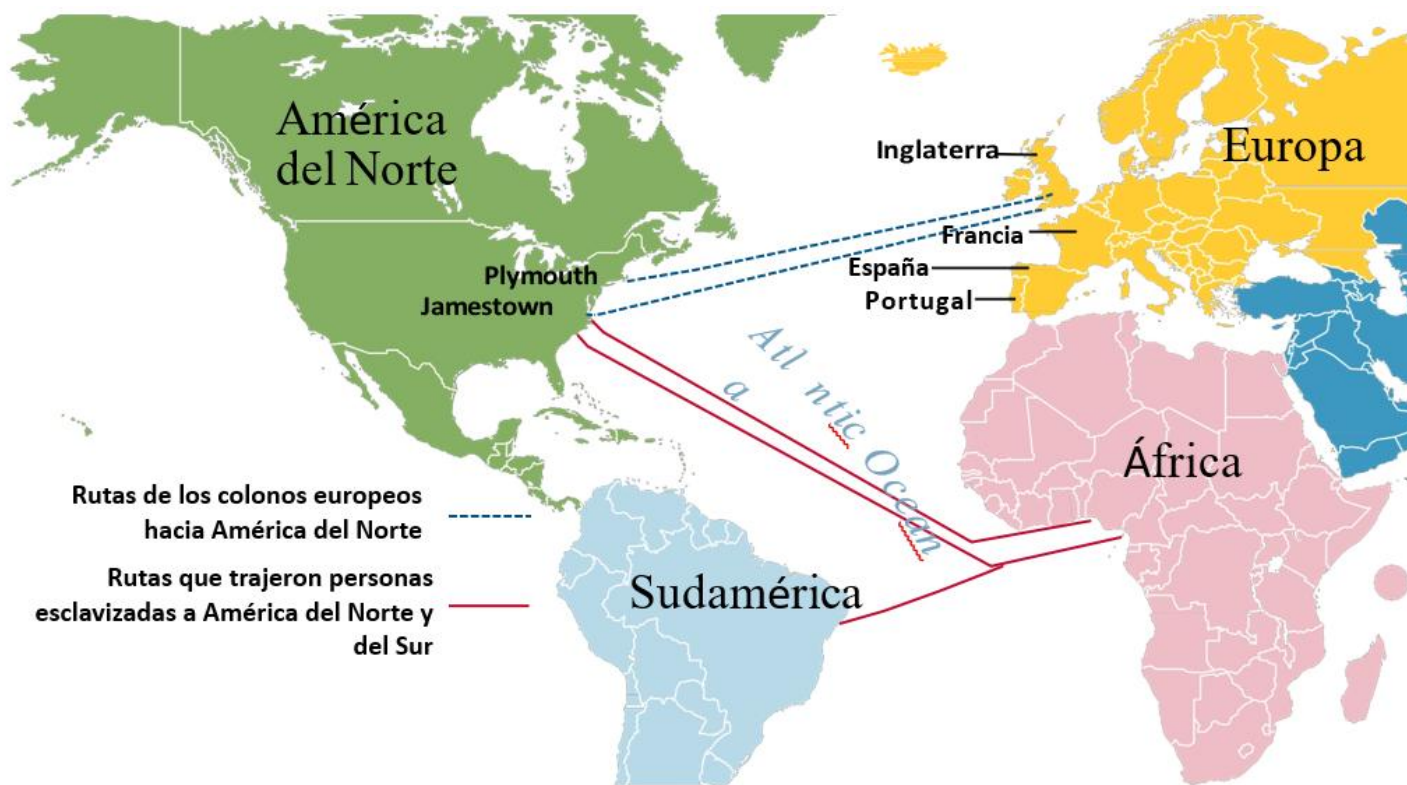 América
del Norte
Inglaterra
Europa
Francia
Plymouth
España
Jamestown
Portugal
Atl ntic Ocean
a
África
Rutas de los colonos europeos
hacia América del Norte
Sudamérica
Rutas que trajeron personas
esclavizadas a América del Norte y
del Sur